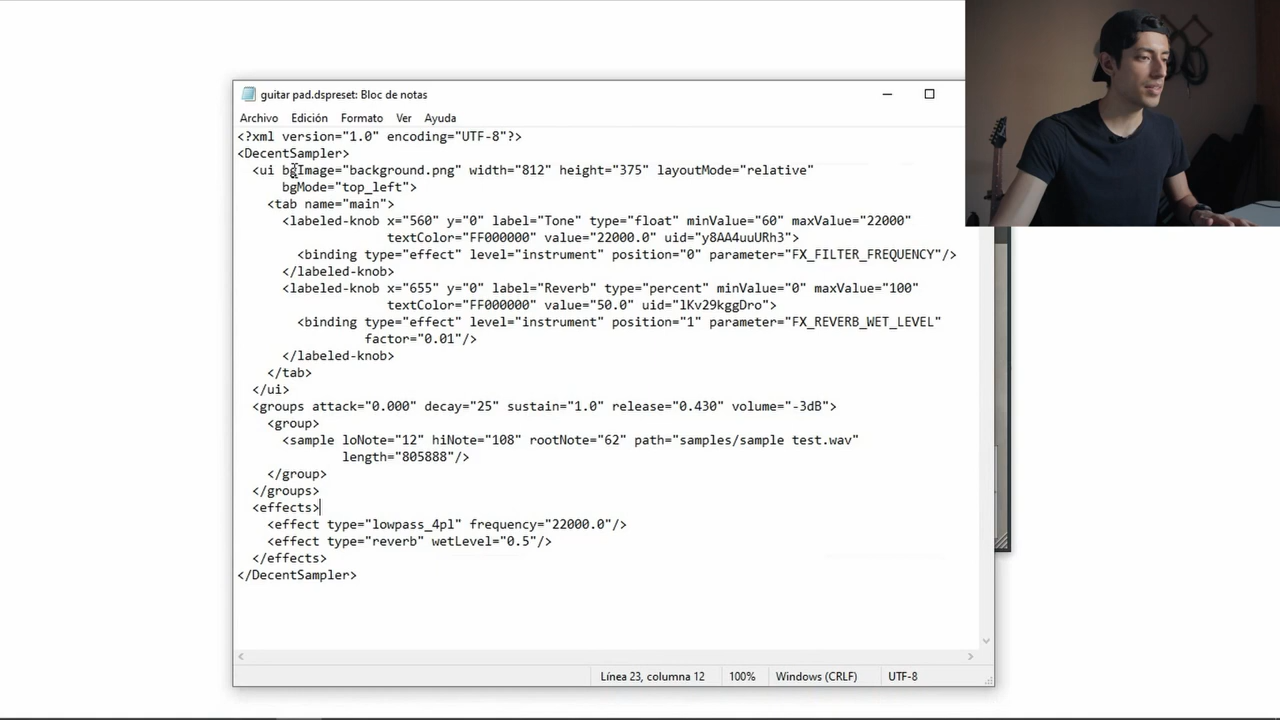 guitar pad.dspreset: Bloc de notas
Archivo Edición Formato Ver Ayuda
<?xml version="1.0" encoding="UTF-8"?>
<DecentSampler>
<ui bgImage="background.png" width="812" height="375" layoutMode="relative"
bgMode="top_left">
<tab name="main">
<labeled-knob x="560" y="0" label="Tone" type="float" minValue="60" maxValue="22000"
textColor="FF000000" value="22000.0" uid="y8AA4uuURh3">
<binding type="effect" level="instrument" position="0" parameter="FX_FILTER_FREQUENCY"/>
</labeled-knob>
<labeled-knob x="655" y="0" label="Reverb" type="percent" minValue="0" maxValue="100"
textColor="FF000000" value="50.0" uid="lKv29kggDro">
<binding type="effect" level="instrument" position="1" parameter="FX_REVERB_WET_LEVEL"
factor="0.01"/>
</labeled-knob>
</tab>
</ui>
<groups attack="0.000" decay="25" sustain="1.0" release="0.430" volume="-3dB">
<group>
<sample loNote="12" hiNote="108" rootNote="62" path="samples/sample test.wav"
length="805888"/>
</group>
</groups>
<effects>
<effect type="lowpass_4pl" frequency="22000.0"/>
<effect type="reverb" wetLevel="0.5"/>
</effects>
</DecentSampler>
Línea 23, columna 12 100% Windows (CRLF) UTF-8